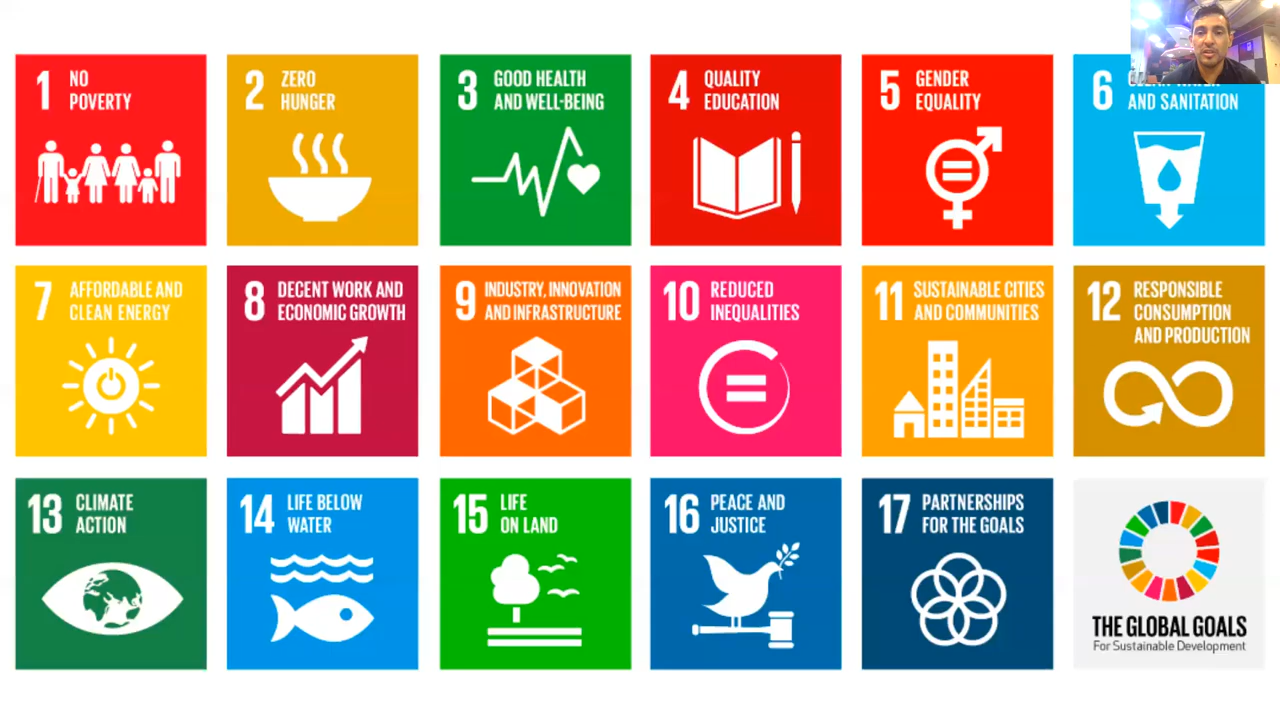 1 NO
POVERTY
2 ZERO
HUNGER
3 GOOD HEALTH
AND WELL-BEING
4 QUALITY
EDUCATION
5 GENDER
EQUALITY
6 CLEAN WATER
AND SANITATION
7 AFFORDABLE AND
CLEAN ENERGY
8 DECENT WORK AND
ECONOMIC GROWTH
9 INDUSTRY, INNOVATION
AND INFRASTRUCTURE
10 REDUCED
INEQUALITIES
11 SUSTAINABLE CITIES
AND COMMUNITIES
12 RESPONSIBLE
CONSUMPTION
AND PRODUCTION
13 CLIMATE
ACTION
14 LIFE BELOW
WATER
15 LIFE
ON LAND
16 PEACE AND
JUSTICE
17 PARTNERSHIPS
FOR THE GOALS
THE GLOBAL GOALS
For Sustainable Development